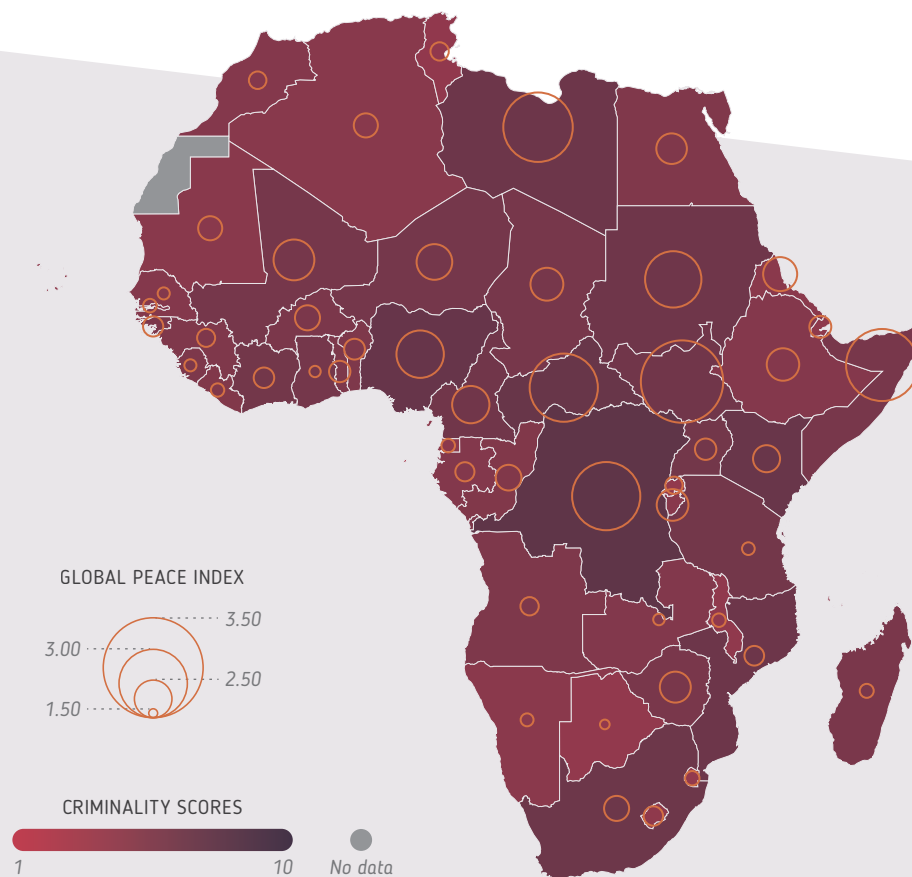 GLOBAL PEACE INDEX
3.50
3.00
2.50
1.50
CRIMINALITY SCORES
1
10
No data